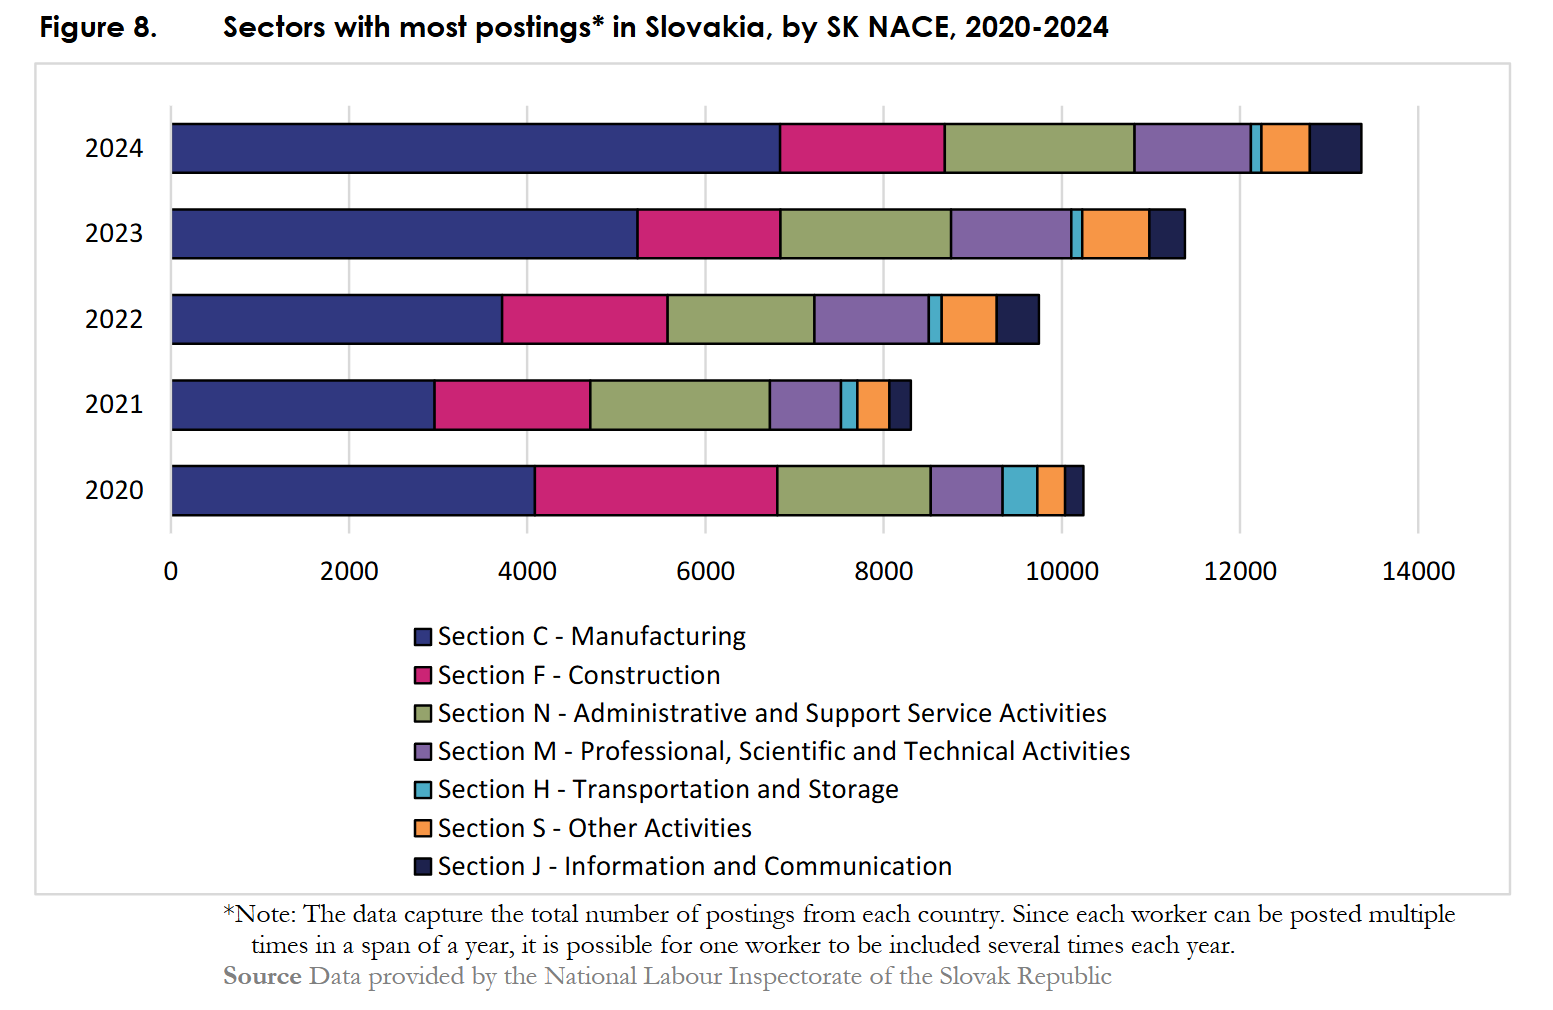 Figure 8. Sectors with most postings* in Slovakia, by SK NACE, 2020-2024
2024
2023
2022
2021
2020
0 2000 4000 6000 8000 10000 12000 14000
Section C - Manufacturing
Section F - Construction
Section N - Administrative and Support Service Activities
Section M - Professional, Scientific and Technical Activities
Section H - Transportation and Storage
Section S - Other Activities
Section J - Information and Communication
*Note: The data capture the total number of postings from each country. Since each worker can be posted multiple
times in a span of a year, it is possible for one worker to be included several times each year.
Source Data provided by the National Labour Inspectorate of the Slovak Republic